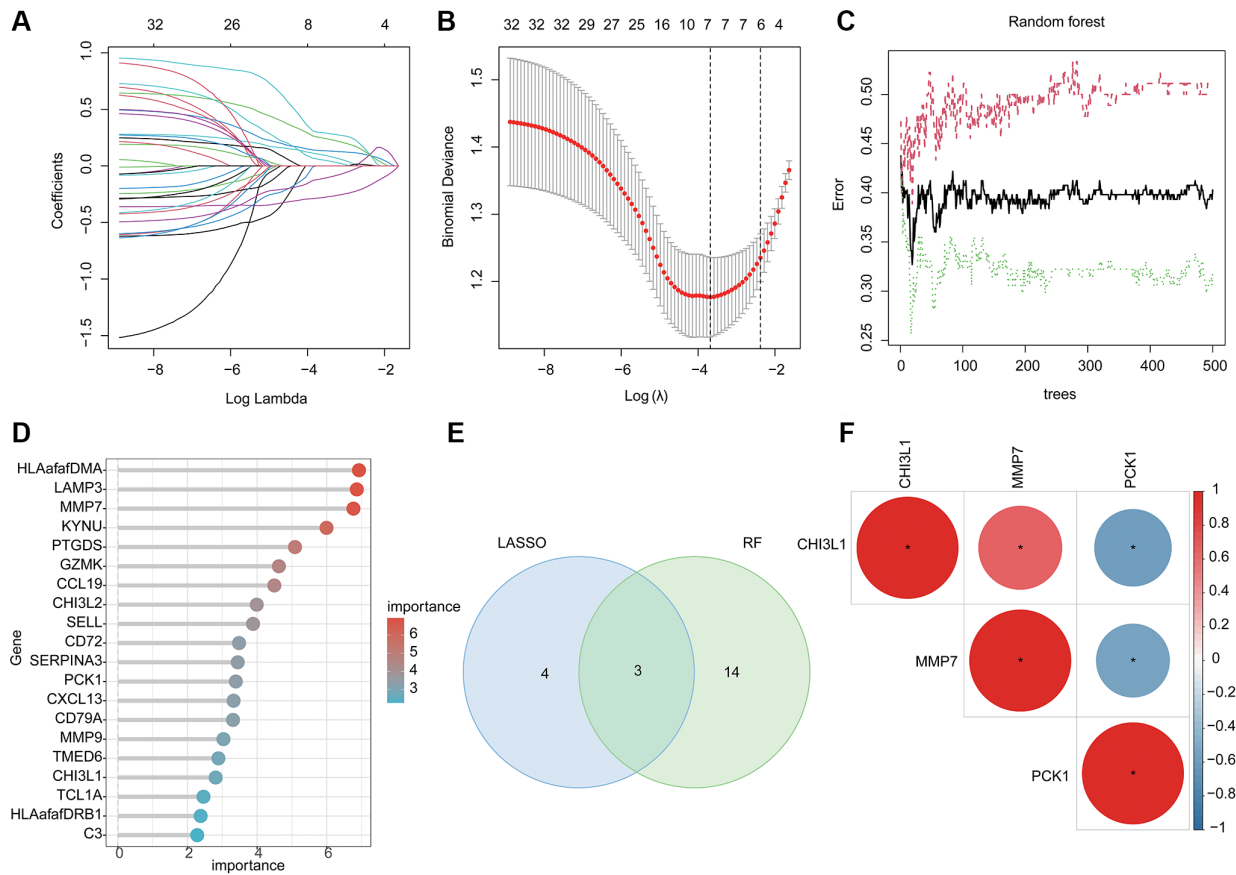 A
32 26 8 4
1.0
0.5
0.0
−0.5
−1.0
−1.5
Coefficients
−8 −6 −4 −2
Log Lambda
B
32 32 32 29 27 25 16 10 7 7 7 6 4
1.5
1.4
1.3
1.2
Binomial Deviance
−8 −6 −4 −2
Log (λ)
C
Random forest
0.50
0.45
0.40
0.35
0.30
0.25
Error
0 100 200 300 400 500
trees
D
HLAafafDMA
LAMP3
MMP7
KYNU
PTGDS
GZMK
CCL19
CHI3L2
SELL
CD72
SERPINA3
PCK1
CXCL13
CD79A
MMP9
TMED6
CHI3L1
TCL1A
HLAafafDRB1
C3
Gene
0 2 4 6
importance
importance
6
5
4
3
E
LASSO RF
4 3 14
F
CHI3L1 MMP7 PCK1
CHI3L1 * * *
MMP7 * *
PCK1 *
1
0.8
0.6
0.4
0.2
0
−0.2
−0.4
−0.6
−0.8
−1